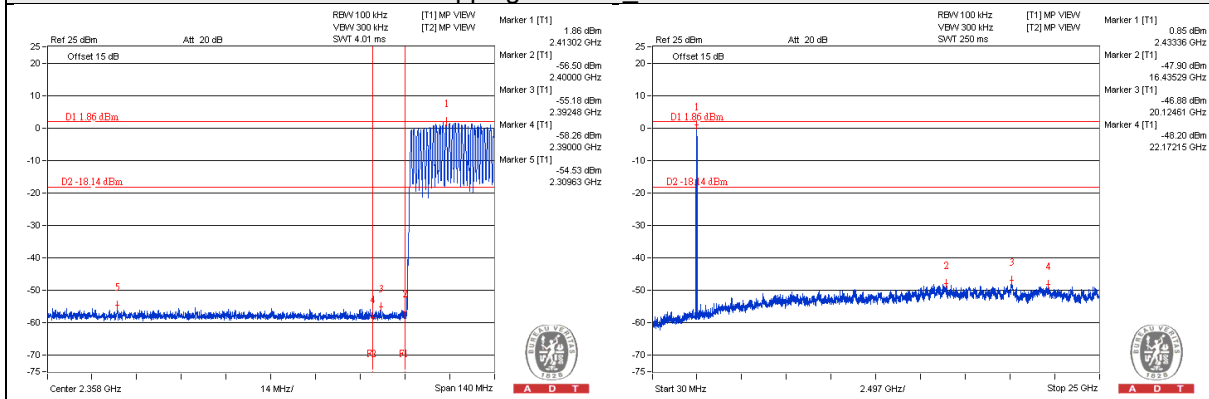 RBW 100 kHz [T1] MP VIEW
VBW 300 kHz [T2] MP VIEW
Ref 25 dBm Att 20 dB SWT 4.01 ms
Offset 15 dB
25
20
10
0
-10
-20
-30
-40
-50
-60
-70
-75
D1 1.86 dBm
D2 -18.14 dBm
1
5
4
3
2
F2
F1
Center 2.358 GHz 14 MHz/ Span 140 MHz
Marker 1 [T1]
1.86 dBm
2.41302 GHz
Marker 2 [T1]
-56.50 dBm
2.40000 GHz
Marker 3 [T1]
-55.18 dBm
2.39248 GHz
Marker 4 [T1]
-58.26 dBm
2.39000 GHz
Marker 5 [T1]
-54.53 dBm
2.30963 GHz
BUREAU VERITAS
1828
A D T
RBW 100 kHz [T1] MP VIEW
VBW 300 kHz [T2] MP VIEW
Ref 25 dBm Att 20 dB SWT 250 ms
Offset 15 dB
25
20
10
0
-10
-20
-30
-40
-50
-60
-70
-75
D1 1.86 dBm
D2 -18.14 dBm
1
2
3
4
Start 30 MHz 2.497 GHz/ Stop 25 GHz
Marker 1 [T1]
0.85 dBm
2.43336 GHz
Marker 2 [T1]
-47.90 dBm
16.43529 GHz
Marker 3 [T1]
-46.88 dBm
20.12461 GHz
Marker 4 [T1]
-48.20 dBm
22.17215 GHz
BUREAU VERITAS
1828
A D T